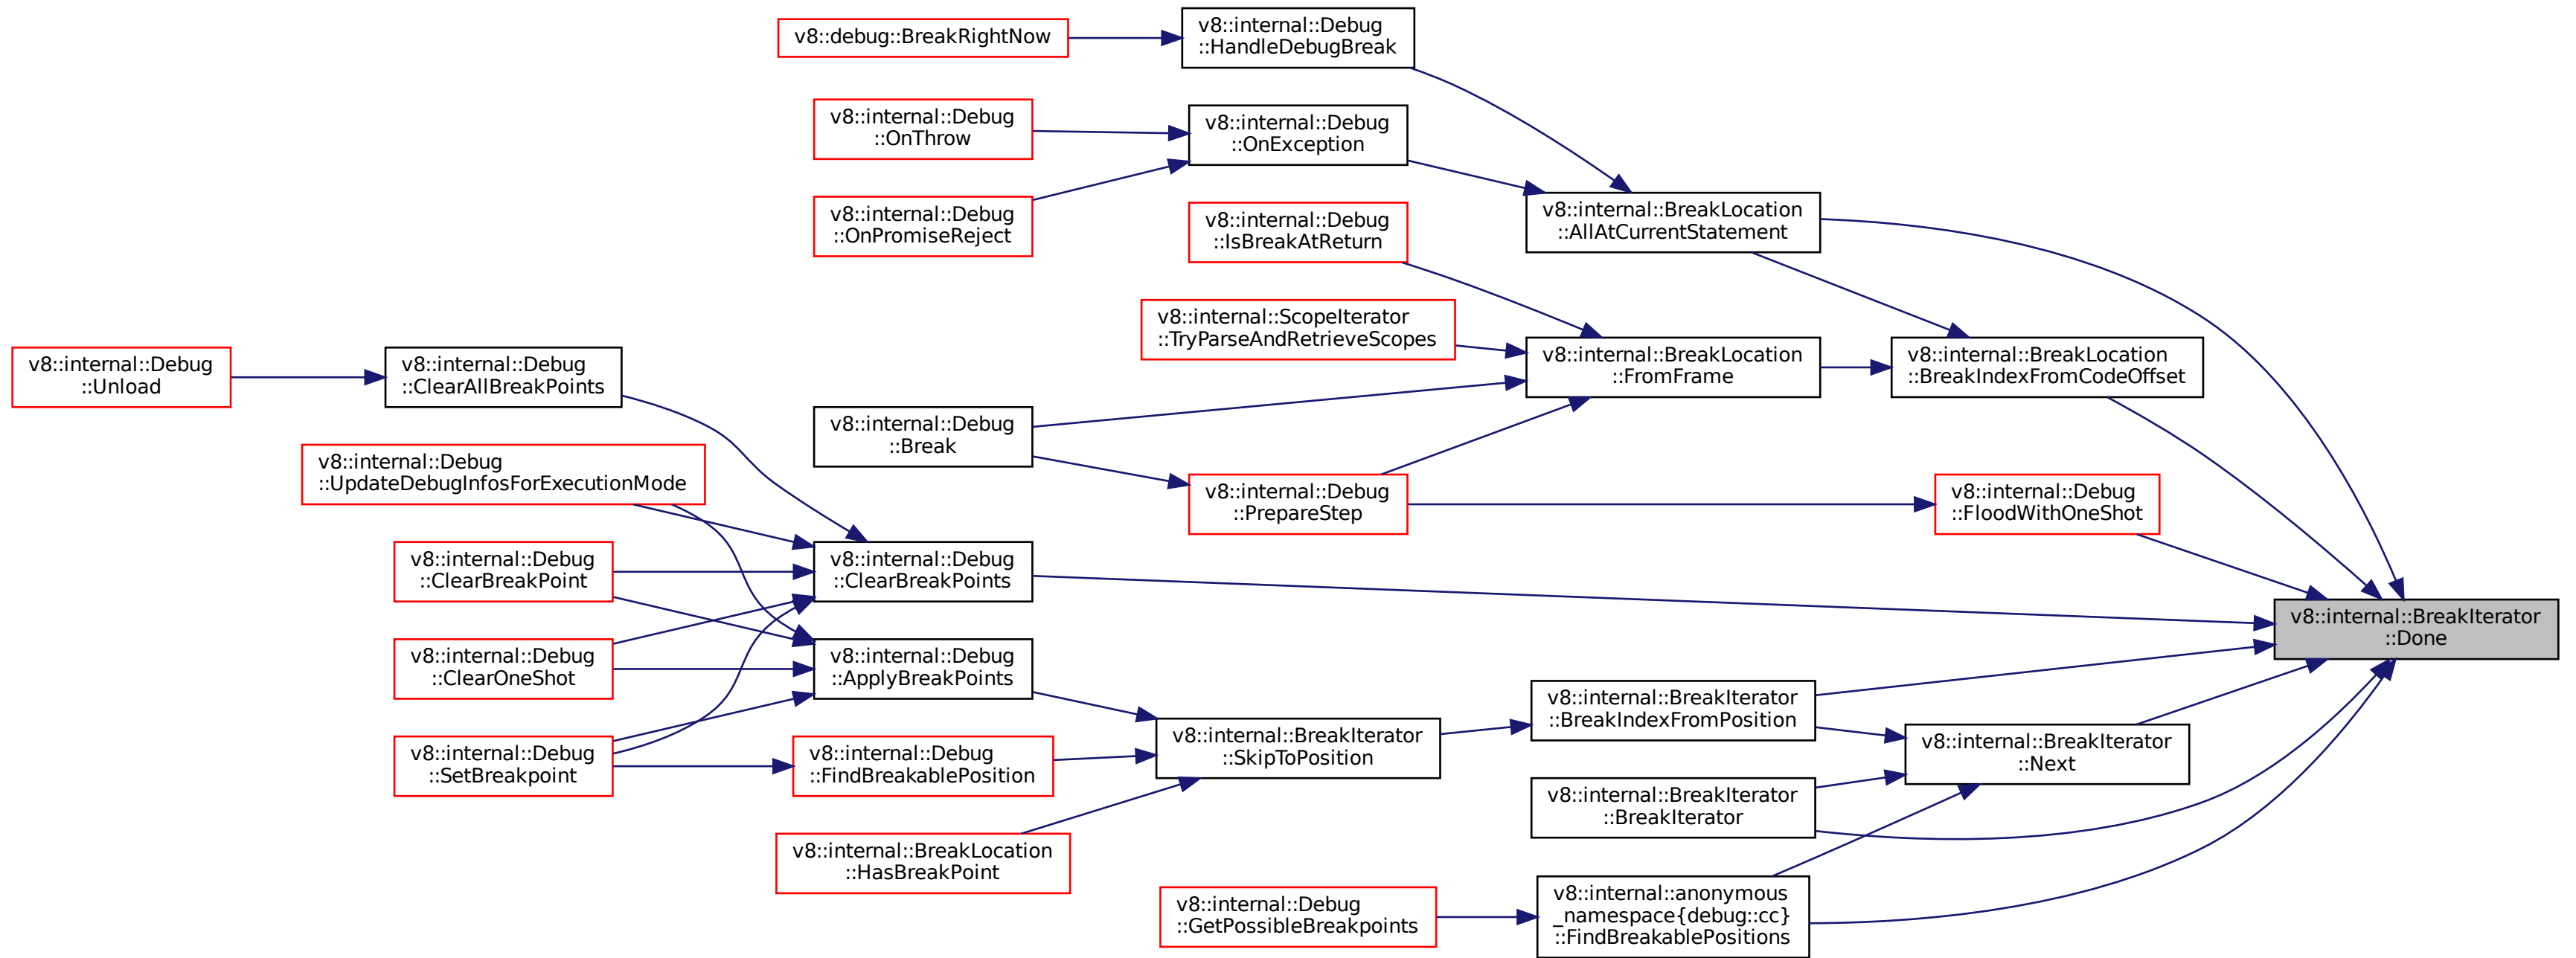 v8::debug::BreakRightNow
v8::internal::Debug
::HandleDebugBreak
v8::internal::Debug
::OnThrow
v8::internal::Debug
::OnException
v8::internal::Debug
::OnPromiseReject
v8::internal::Debug
::IsBreakAtReturn
v8::internal::BreakLocation
::AllAtCurrentStatement
v8::internal::ScopeIterator
::TryParseAndRetrieveScopes
v8::internal::Debug
::Unload
v8::internal::Debug
::ClearAllBreakPoints
v8::internal::BreakLocation
::FromFrame
v8::internal::BreakLocation
::BreakIndexFromCodeOffset
v8::internal::Debug
::Break
v8::internal::Debug
::UpdateDebugInfosForExecutionMode
v8::internal::Debug
::PrepareStep
v8::internal::Debug
::FloodWithOneShot
v8::internal::Debug
::ClearBreakPoint
v8::internal::Debug
::ClearBreakPoints
v8::internal::BreakIterator
::Done
v8::internal::Debug
::ClearOneShot
v8::internal::Debug
::ApplyBreakPoints
v8::internal::BreakIterator
::BreakIndexFromPosition
v8::internal::Debug
::SetBreakpoint
v8::internal::Debug
::FindBreakablePosition
v8::internal::BreakIterator
::SkipToPosition
v8::internal::BreakIterator
::Next
v8::internal::BreakIterator
::BreakIterator
v8::internal::BreakLocation
::HasBreakPoint
v8::internal::Debug
::GetPossibleBreakpoints
v8::internal::anonymous
_namespace{debug::cc}
::FindBreakablePositions